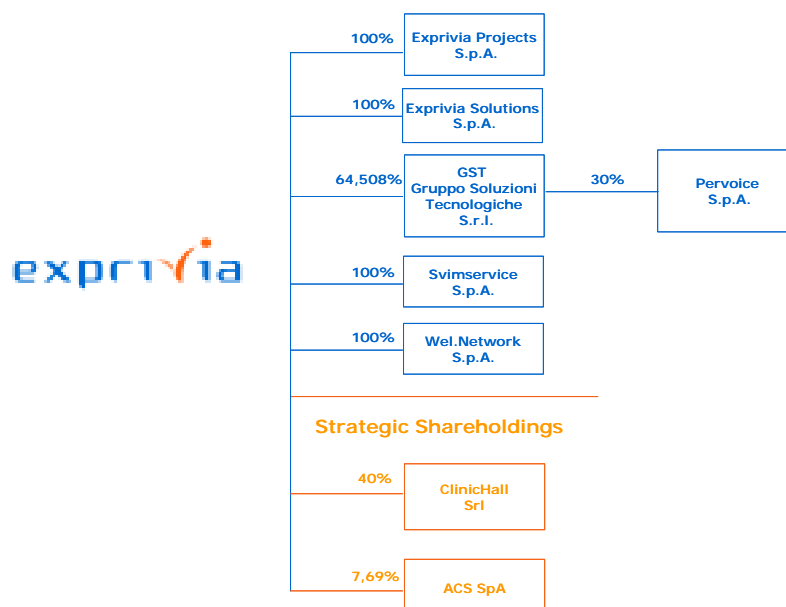 100%
Exprivia Projects
S.p.A.
100%
Exprivia Solutions
S.p.A.
64,508%
GST
Gruppo Soluzioni
Tecnologiche
S.r.l.
30%
Pervoice
S.p.A.
exprivia
100%
Svimservice
S.p.A.
100%
Wel.Network
S.p.A.
Strategic Shareholdings
40%
ClinicHall
Srl
7,69%
ACS SpA